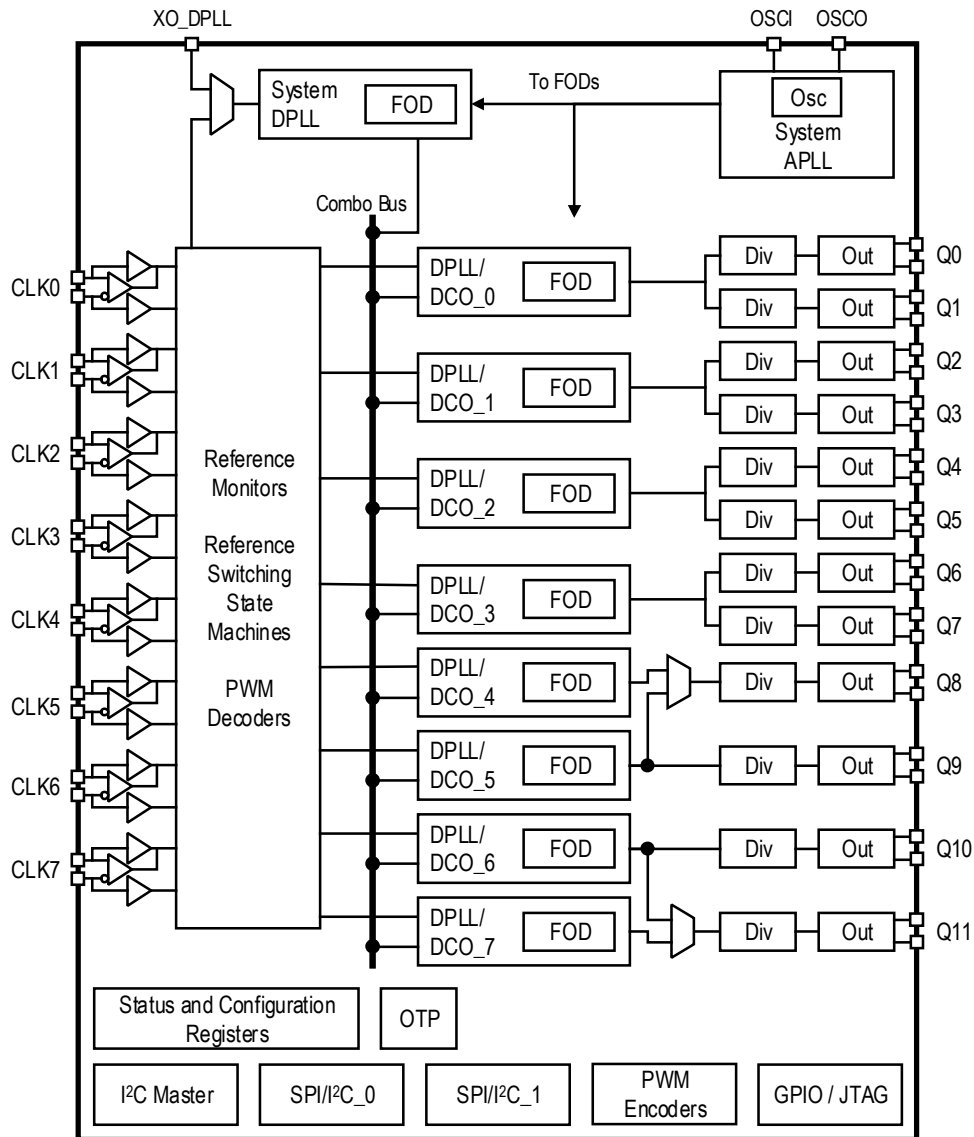 XO_DPLL
OSCI
OSCO
System
DPLL
FOD
To FODs
Osc
System
APLL
Combo Bus
CLK0
CLK1
CLK2
CLK3
CLK4
CLK5
CLK6
CLK7
Reference
Monitors
Reference
Switching
State
Machines
PWM
Decoders
DPLL/
DCO_0
FOD
Div
Out
Q0
Div
Out
Q1
DPLL/
DCO_1
FOD
Div
Out
Q2
Div
Out
Q3
DPLL/
DCO_2
FOD
Div
Out
Q4
Div
Out
Q5
DPLL/
DCO_3
FOD
Div
Out
Q6
Div
Out
Q7
DPLL/
DCO_4
FOD
Div
Out
Q8
DPLL/
DCO_5
FOD
Div
Out
Q9
DPLL/
DCO_6
FOD
Div
Out
Q10
DPLL/
DCO_7
FOD
Div
Out
Q11
Status and Configuration
Registers
OTP
I²C Master
SPI/I²C_0
SPI/I²C_1
PWM
Encoders
GPIO / JTAG